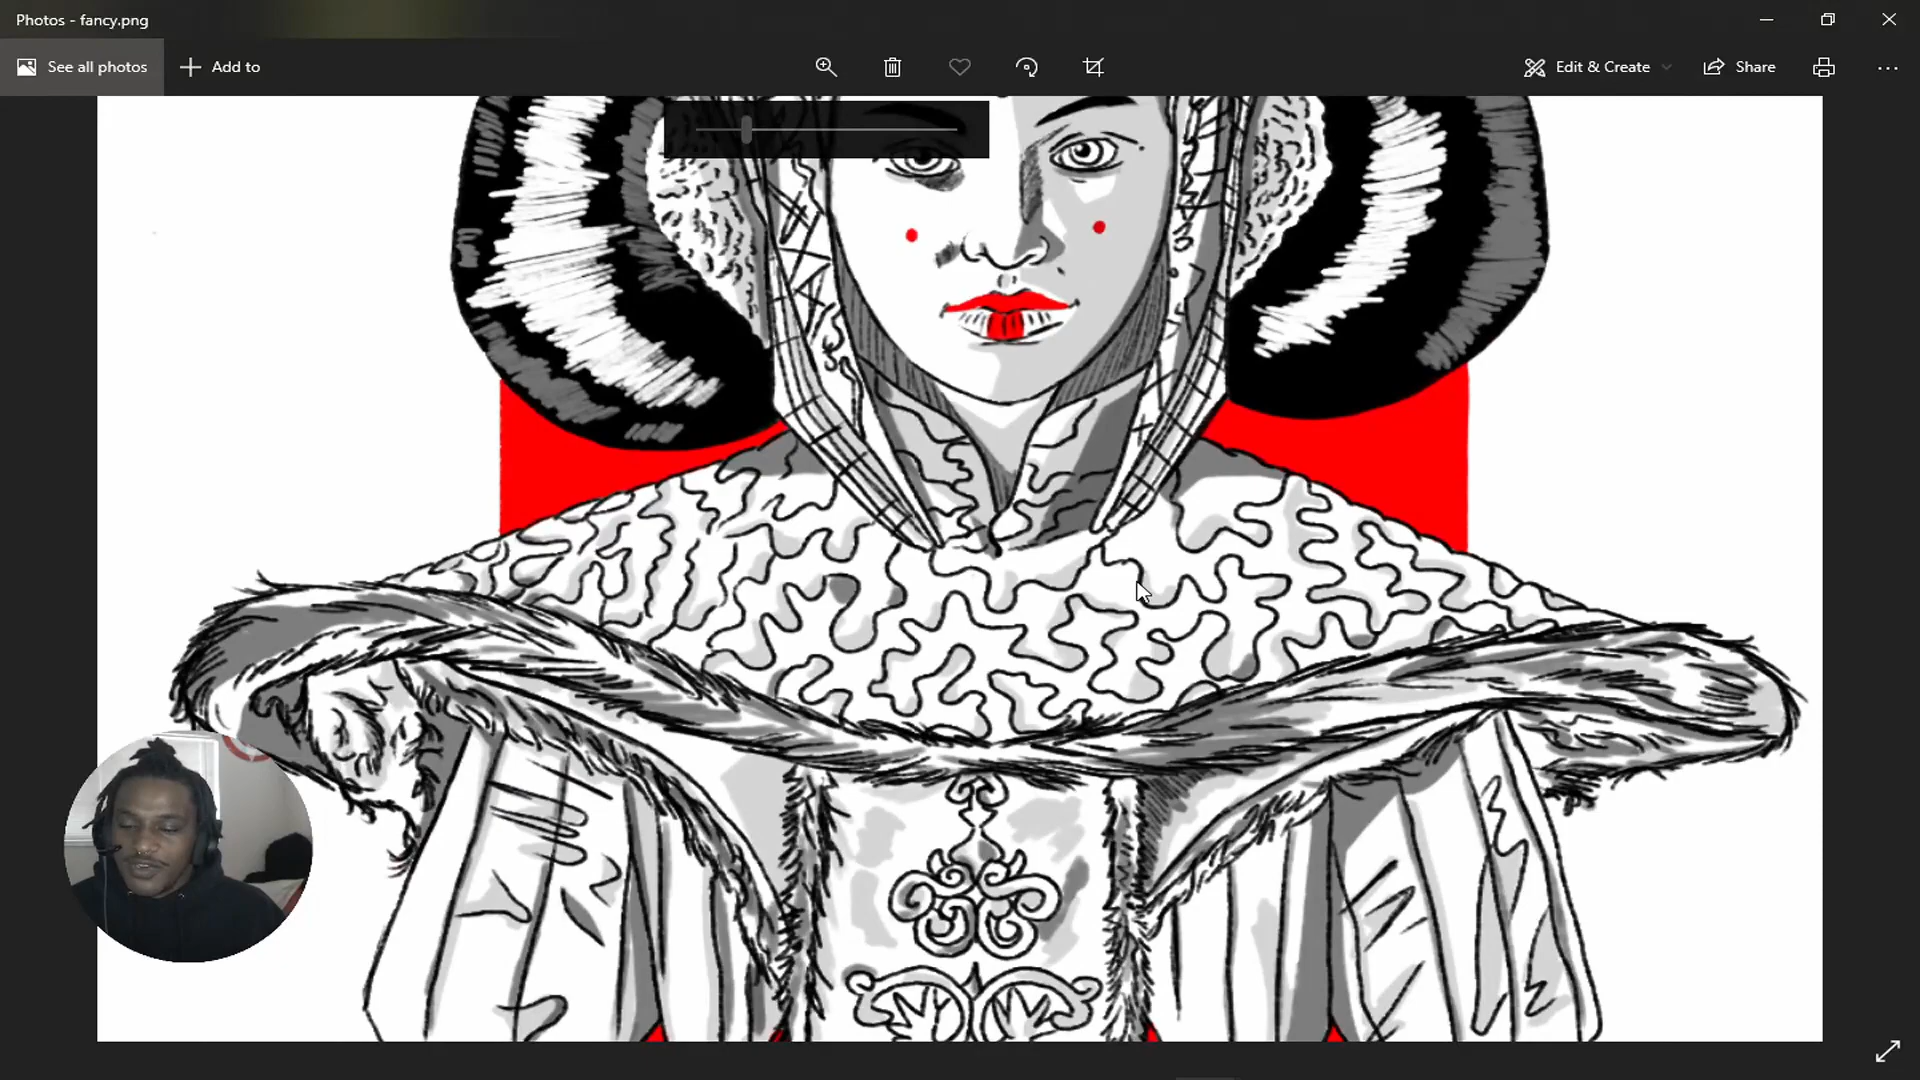 Photos - fancy.png
See all photos
Add to
Edit & Create
Share